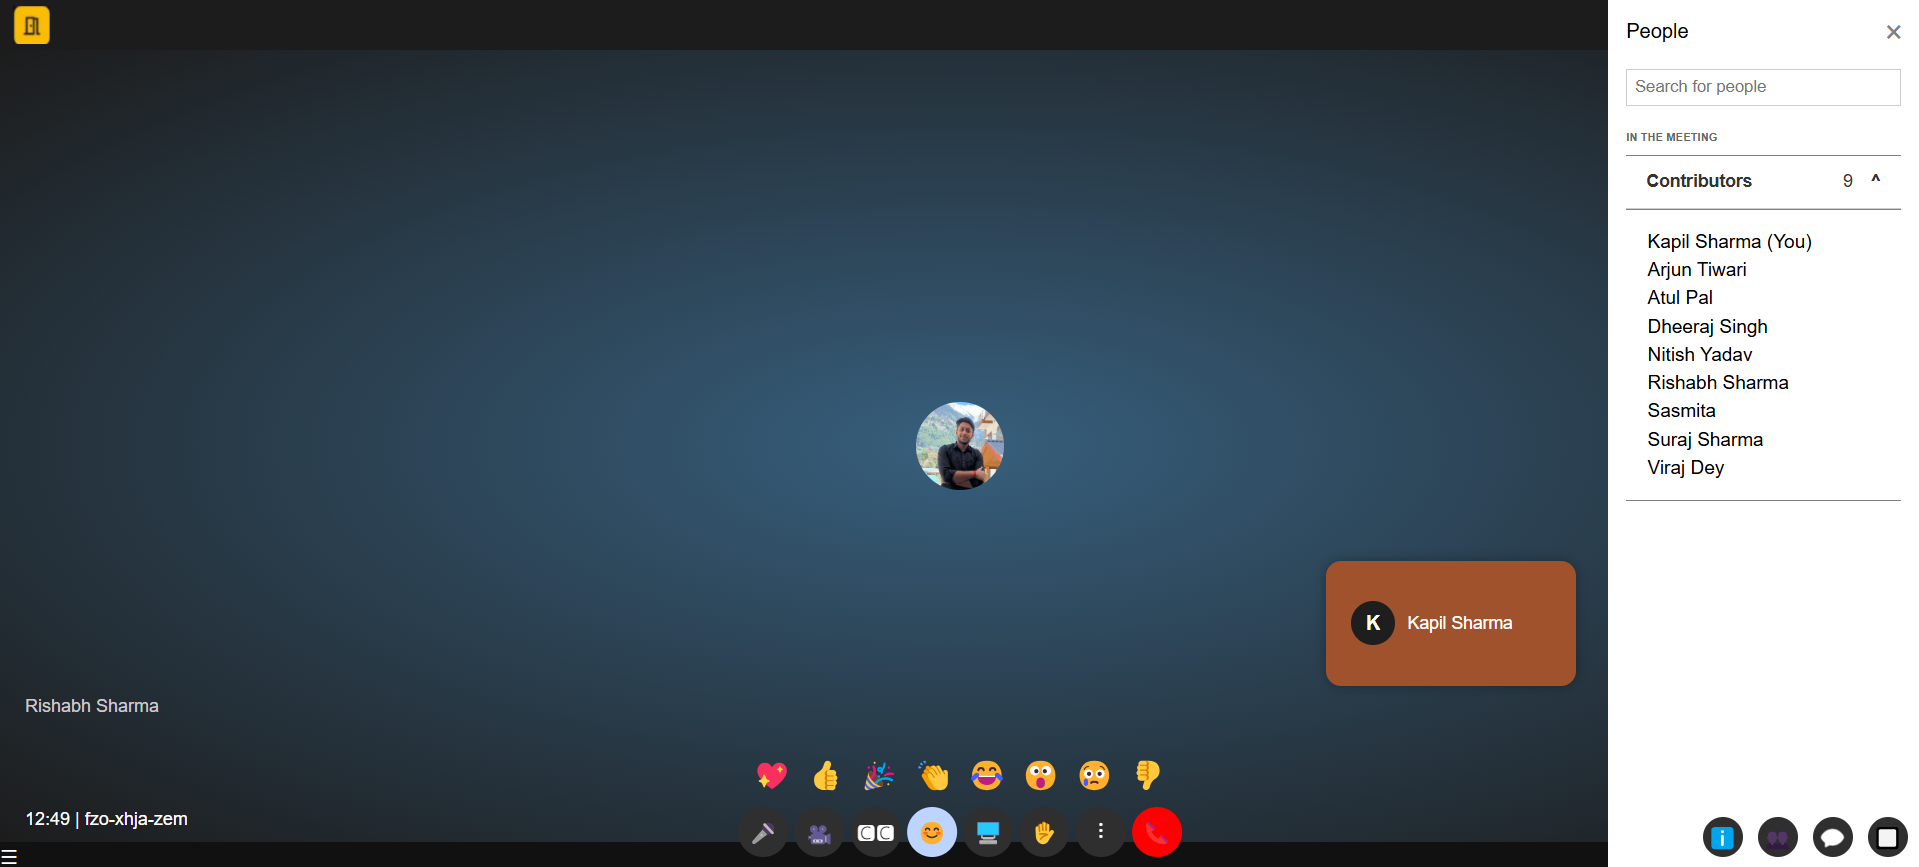 People
Search for people
IN THE MEETING
Contributors 9 ^
Kapil Sharma (You)
Arjun Tiwari
Atul Pal
Dheeraj Singh
Nitish Yadav
Rishabh Sharma
Sasmita
Suraj Sharma
Viraj Dey
K Kapil Sharma
Rishabh Sharma
12:49 | fzo-xhja-zem
CC
i